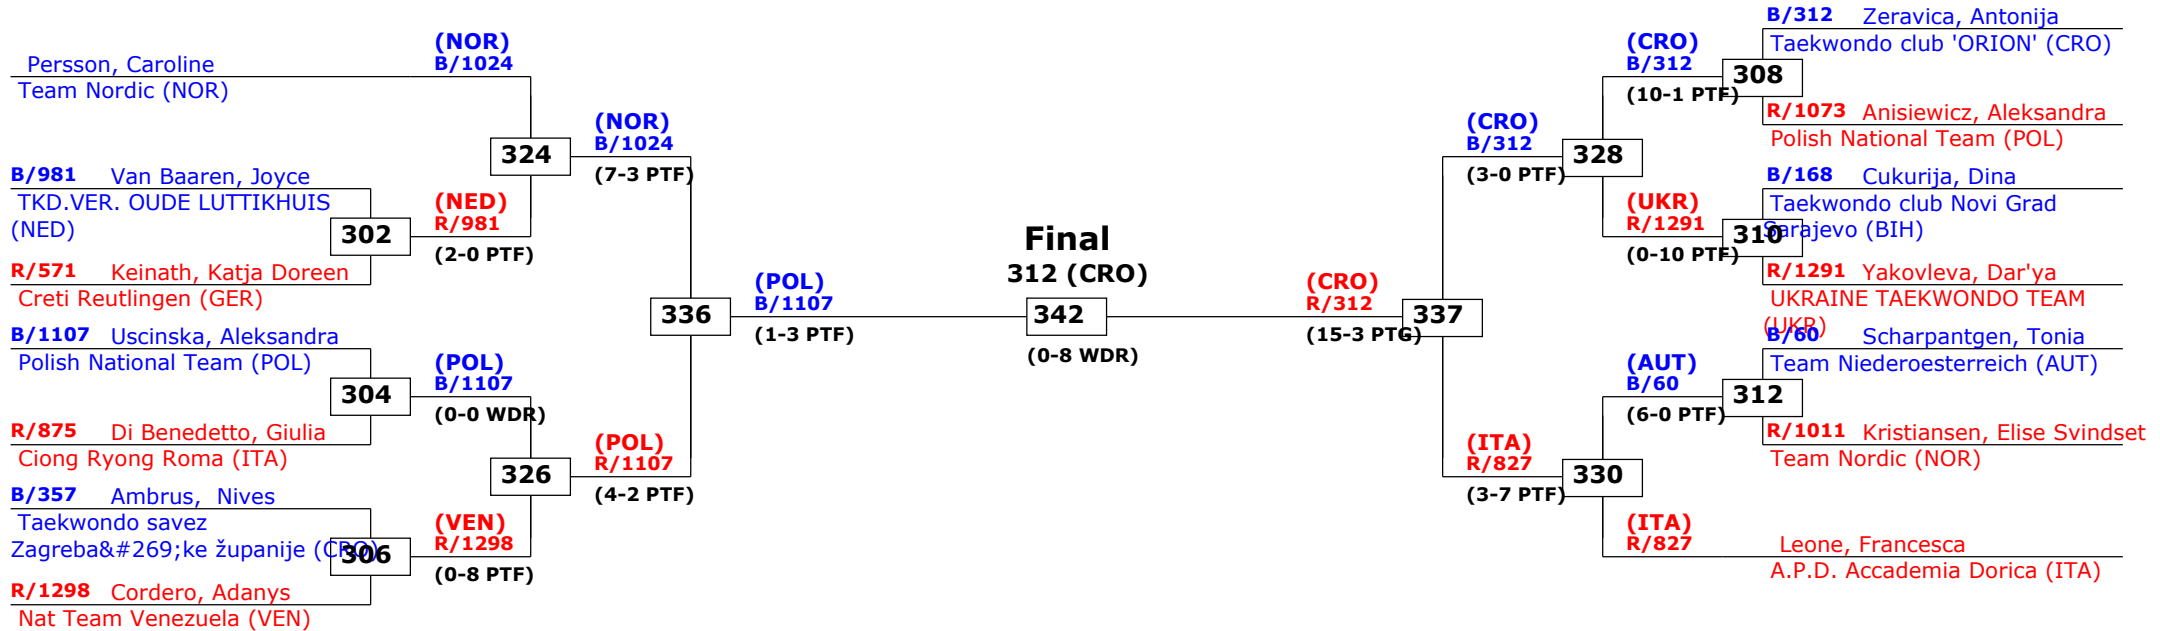 Persson, Caroline
Team Nordic (NOR)
B/981 Van Baaren, Joyce
TKD.VER. OUDE LUTTIKHUIS
(NED)
R/571 Keinath, Katja Doreen
Creti Reutlingen (GER)
B/1107 Uscinska, Aleksandra
Polish National Team (POL)
R/875 Di Benedetto, Giulia
Ciong Ryong Roma (ITA)
B/357 Ambrus, Nives
Taekwondo savez
Zagreba&#269;ke županije (CRO)
R/1298 Cordero, Adanys
Nat Team Venezuela (VEN)
302
304
306
(NOR)
B/1024
(NED)
R/981
(2-0 PTF)
(POL)
B/1107
(0-0 WDR)
(VEN)
R/1298
(0-8 PTF)
324
326
(NOR)
B/1024
(7-3 PTF)
(POL)
R/1107
(4-2 PTF)
336
(POL)
B/1107
(1-3 PTF)
Final
312 (CRO)
342
(0-8 WDR)
(CRO)
R/312
(15-3 PTG)
337
(CRO)
B/312
(3-0 PTF)
(ITA)
R/827
(3-7 PTF)
328
330
(CRO)
B/312
(10-1 PTF)
(UKR)
R/1291
(0-10 PTF)
(AUT)
B/60
(6-0 PTF)
(ITA)
R/827
308
310
312
B/312 Zeravica, Antonija
Taekwondo club 'ORION' (CRO)
R/1073 Anisiewicz, Aleksandra
Polish National Team (POL)
B/168 Cukurija, Dina
Taekwondo club Novi Grad
Sarajevo (BIH)
R/1291 Yakovleva, Dar'ya
UKRAINE TAEKWONDO TEAM
(UKR)
B/60 Scharpantgen, Tonia
Team Niederoesterreich (AUT)
R/1011 Kristiansen, Elise Svindset
Team Nordic (NOR)
Leone, Francesca
A.P.D. Accademia Dorica (ITA)